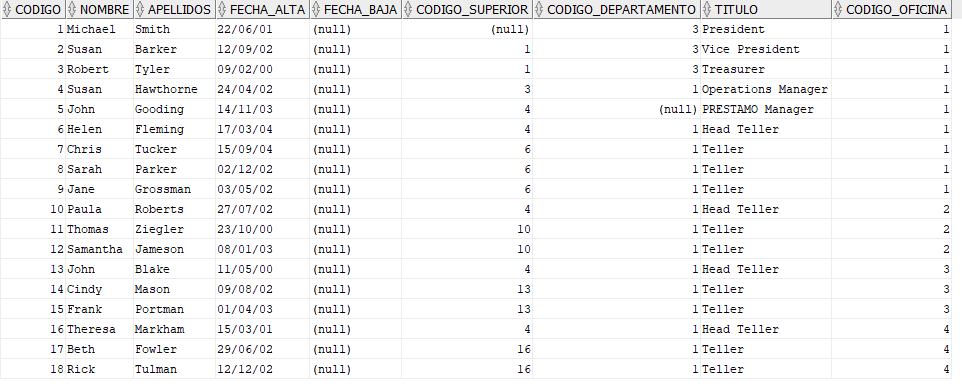 CODIGO NOMBRE APELLIDOS FECHA_ALTA FECHA_BAJA CODIGO_SUPERIOR CODIGO_DEPARTAMENTO TITULO CODIGO_OFICINA
1 Michael Smith 22/06/01 (null) (null) 3 President 1
2 Susan Barker 12/09/02 (null) 1 3 Vice President 1
3 Robert Tyler 09/02/00 (null) 1 3 Treasurer 1
4 Susan Hawthorne 24/04/02 (null) 3 1 Operations Manager 1
5 John Gooding 14/11/03 (null) 4 (null) PRESTAMO Manager 1
6 Helen Fleming 17/03/04 (null) 4 1 Head Teller 1
7 Chris Tucker 15/09/04 (null) 6 1 Teller 1
8 Sarah Parker 02/12/02 (null) 6 1 Teller 1
9 Jane Grossman 03/05/02 (null) 6 1 Teller 1
10 Paula Roberts 27/07/02 (null) 4 1 Head Teller 2
11 Thomas Ziegler 23/10/00 (null) 10 1 Teller 2
12 Samantha Jameson 08/01/03 (null) 10 1 Teller 2
13 John Blake 11/05/00 (null) 4 1 Head Teller 3
14 Cindy Mason 09/08/02 (null) 13 1 Teller 3
15 Frank Portman 01/04/03 (null) 13 1 Teller 3
16 Theresa Markham 15/03/01 (null) 4 1 Head Teller 4
17 Beth Fowler 29/06/02 (null) 16 1 Teller 4
18 Rick Tulman 12/12/02 (null) 16 1 Teller 4